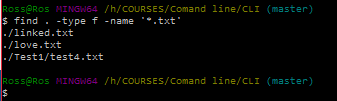 Ross@Ros MINGW64 /h/COURSES/Comand line/CLI (master)
$ find . -type f -name '*.txt'
./linked.txt
./love.txt
./Test1/test4.txt

Ross@Ros MINGW64 /h/COURSES/Comand line/CLI (master)
$